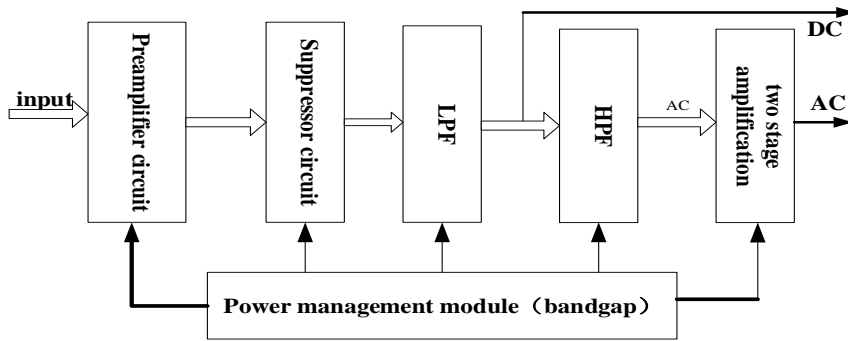 input
Preamplifier circuit
Suppressor circuit
LPF
HPF
AC
two stage
amplification
DC
AC
Power management module（bandgap）